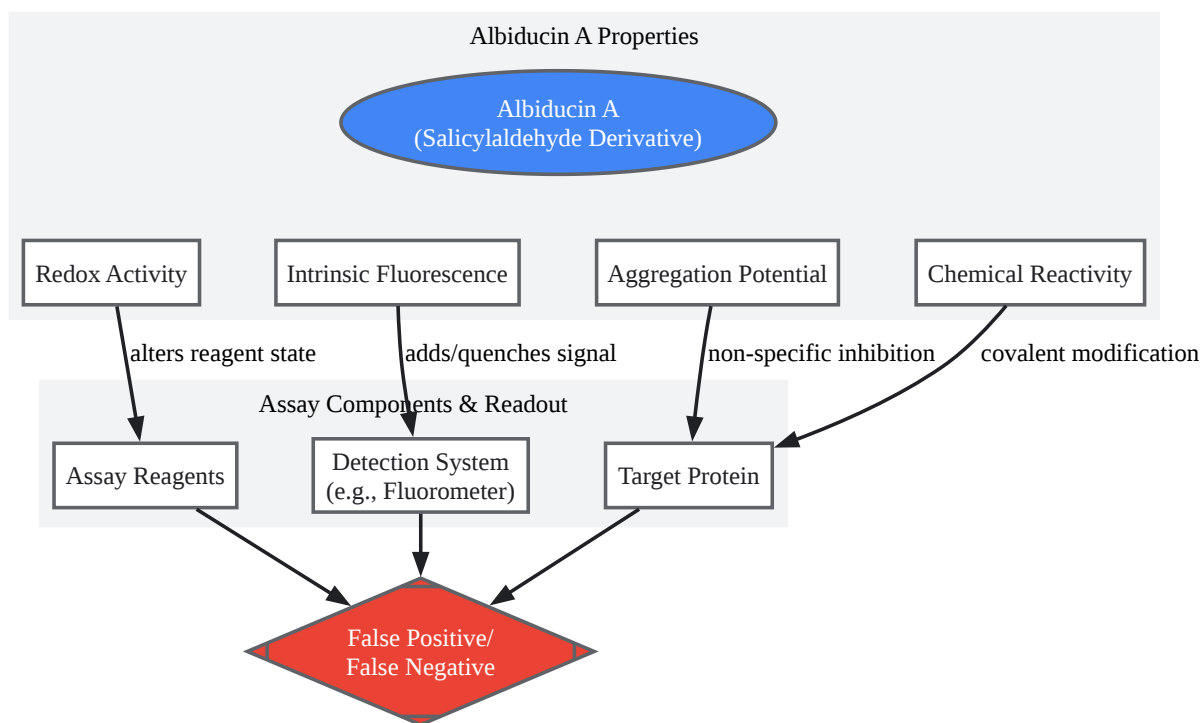 Albiducin A Properties
Albiducin A
(Salicylaldehyde Derivative)
Redox Activity
Intrinsic Fluorescence
Aggregation Potential
Chemical Reactivity
alters reagent state
adds/quenches signal
non-specific inhibition
covalent modification
Assay Components & Readout
Assay Reagents
Detection System
(e.g., Fluorometer)
Target Protein
False Positive/
False Negative